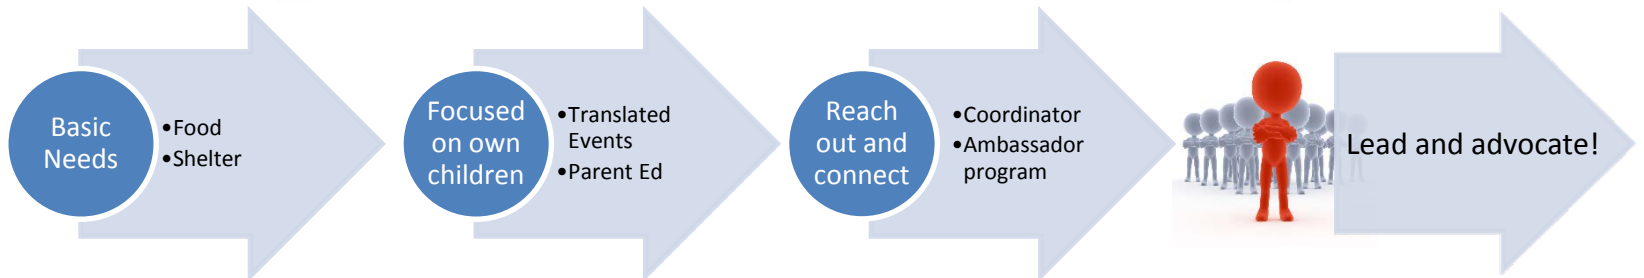 Basic
Needs
•Food
•Shelter
Focused
on own
children
•Translated
Events
•Parent Ed
Reach
out and
connect
•Coordinator
•Ambassador
program
Lead and advocate!